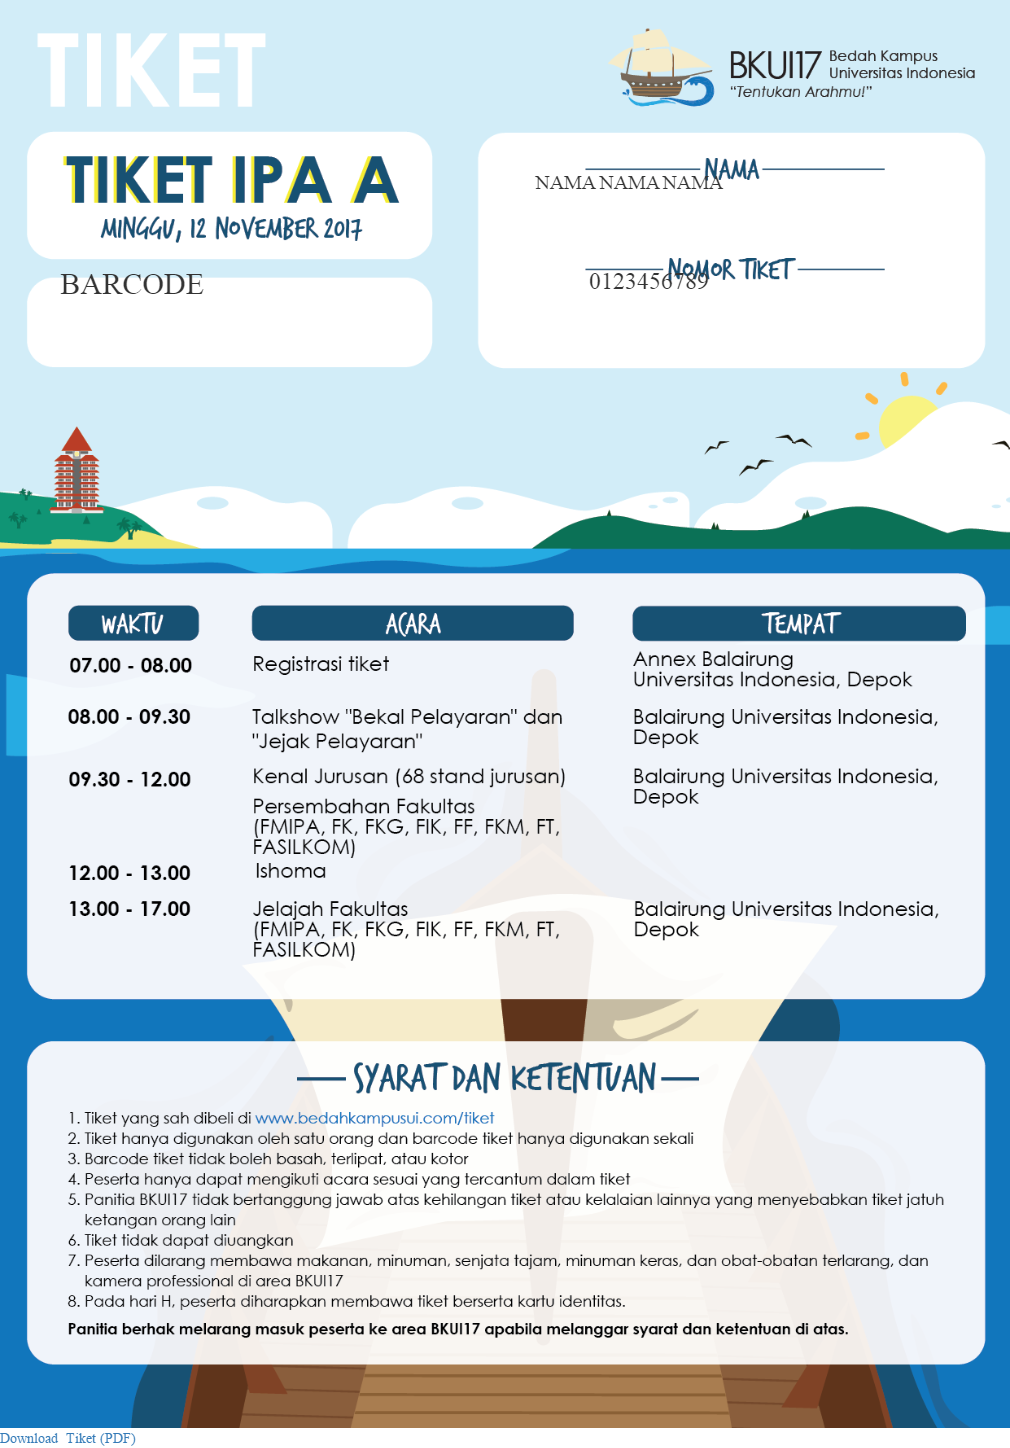 TIKET
BKUI17
Bedah Kampus
Universitas Indonesia
"Tentukan Arahmu!"
TIKET IPA A
MINGGU, 12 NOVEMBER 2017
BARCODE
NAMA
NAMA NAMA NAMA
NOMOR TIKET
0123456789
WAKTU ACARA TEMPAT
07.00 - 08.00 Registrasi tiket Annex Balairung
Universitas Indonesia, Depok
08.00 - 09.30 Talkshow "Bekal Pelayaran" dan Balairung Universitas Indonesia,
"Jejak Pelayaran" Depok
09.30 - 12.00 Kenal Jurusan (68 stand jurusan) Balairung Universitas Indonesia,
Depok
Persembahan Fakultas
(FMIPA, FK, FKG, FIK, FF, FKM, FT,
FASILKOM)
12.00 - 13.00 Ishoma
13.00 - 17.00 Jelajah Fakultas Balairung Universitas Indonesia,
(FMIPA, FK, FKG, FIK, FF, FKM, FT, Depok
FASILKOM)
SYARAT DAN KETENTUAN
1. Tiket yang sah dibeli di www.bedahkampusui.com/tiket
2. Tiket hanya digunakan oleh satu orang dan barcode tiket hanya digunakan sekali
3. Barcode tiket tidak boleh basah, terlipat, atau kotor
4. Peserta hanya dapat mengikuti acara sesuai yang tercantum dalam tiket
5. Panitia BKUI17 tidak bertanggung jawab atas kehilangan tiket atau kelalaian lainnya yang menyebabkan tiket jatuh
ketangan orang lain
6. Tiket tidak dapat diuangkan
7. Peserta dilarang membawa makanan, minuman, senjata tajam, minuman keras, dan obat-obatan terlarang, dan
kamera professional di area BKUI17
8. Pada hari H, peserta diharapkan membawa tiket berserta kartu identitas.
Panitia berhak melarang masuk peserta ke area BKUI17 apabila melanggar syarat dan ketentuan di atas.
Download Tiket (PDF)